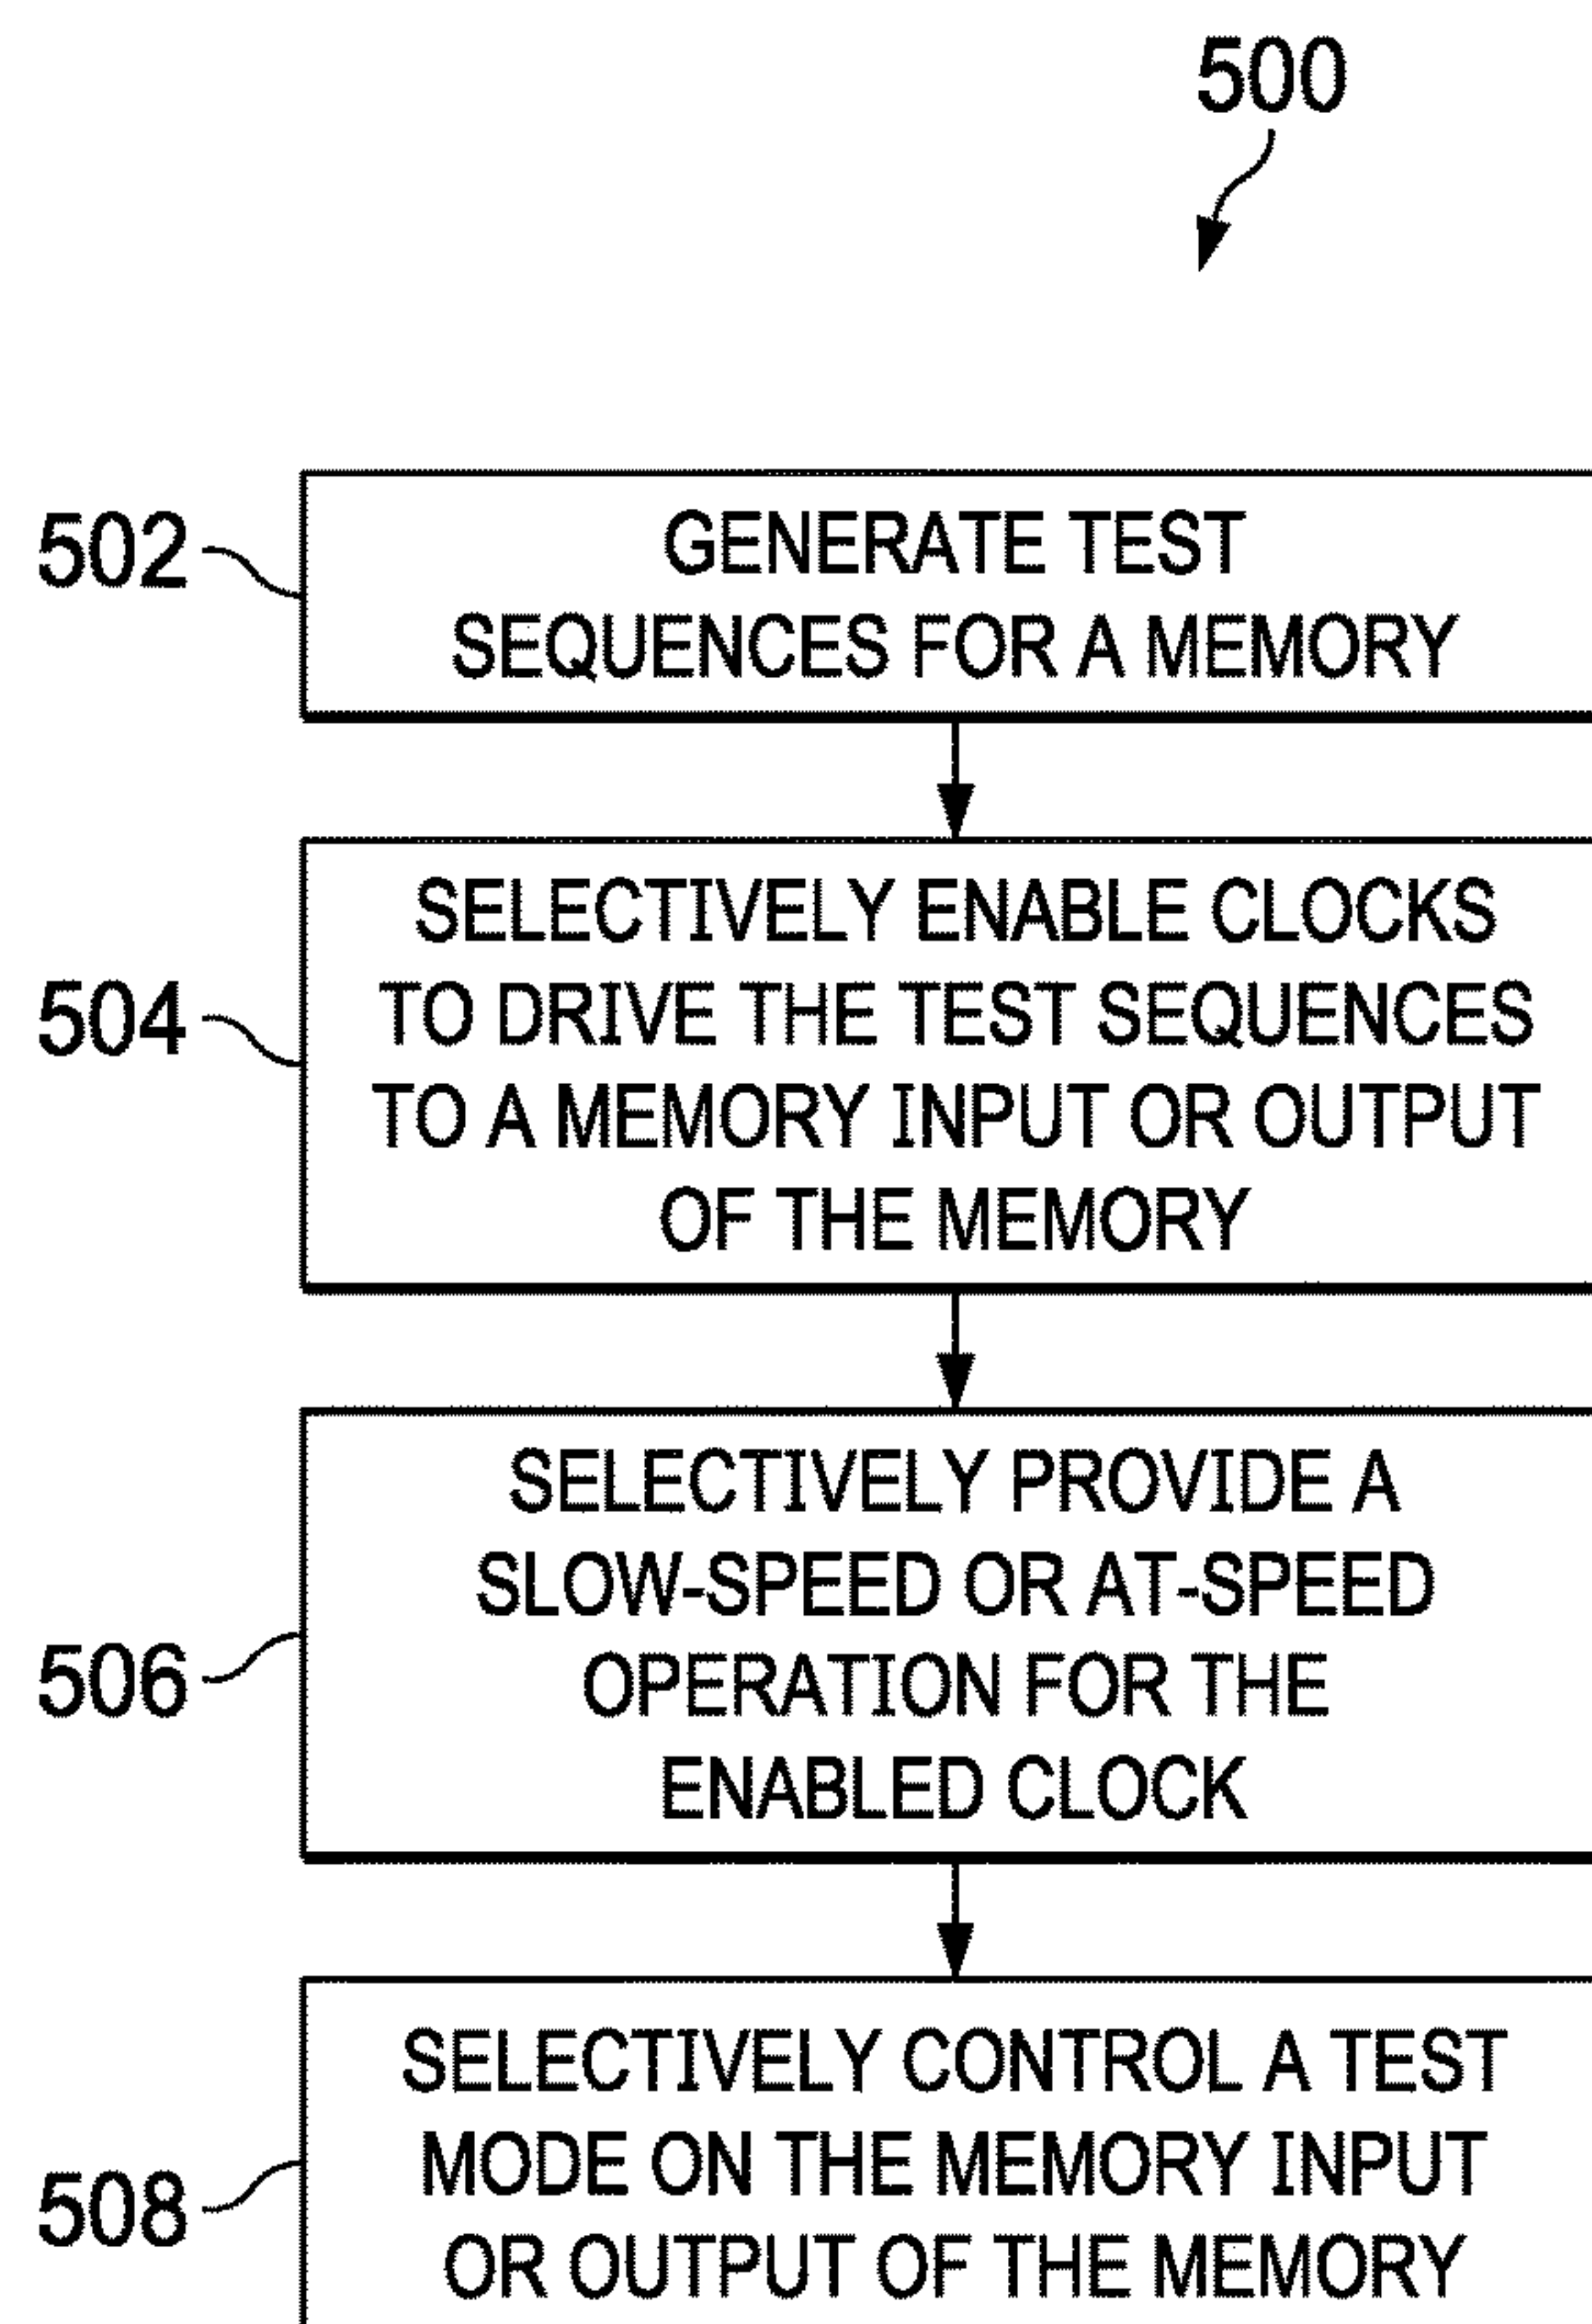 500
502
GENERATE TEST
SEQUENCES FOR A MEMORY
504
SELECTIVELY ENABLE CLOCKS
TO DRIVE THE TEST SEQUENCES
TO A MEMORY INPUT OR OUTPUT
OF THE MEMORY
506
SELECTIVELY PROVIDE A
SLOW-SPEED OR AT-SPEED
OPERATION FOR THE
ENABLED CLOCK
508
SELECTIVELY CONTROL A TEST
MODE ON THE MEMORY INPUT
OR OUTPUT OF THE MEMORY